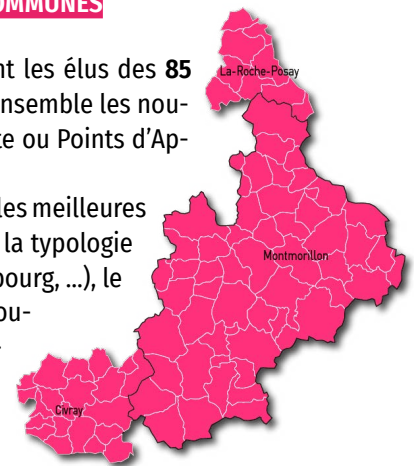 OMMUNES
nt les élus des 85
nsemble les nou-
te ou Points d'Ap-
les meilleures
la typologie
bourg, ...), le
ou-
La-Roche-Posay
Montmorillon
Civray